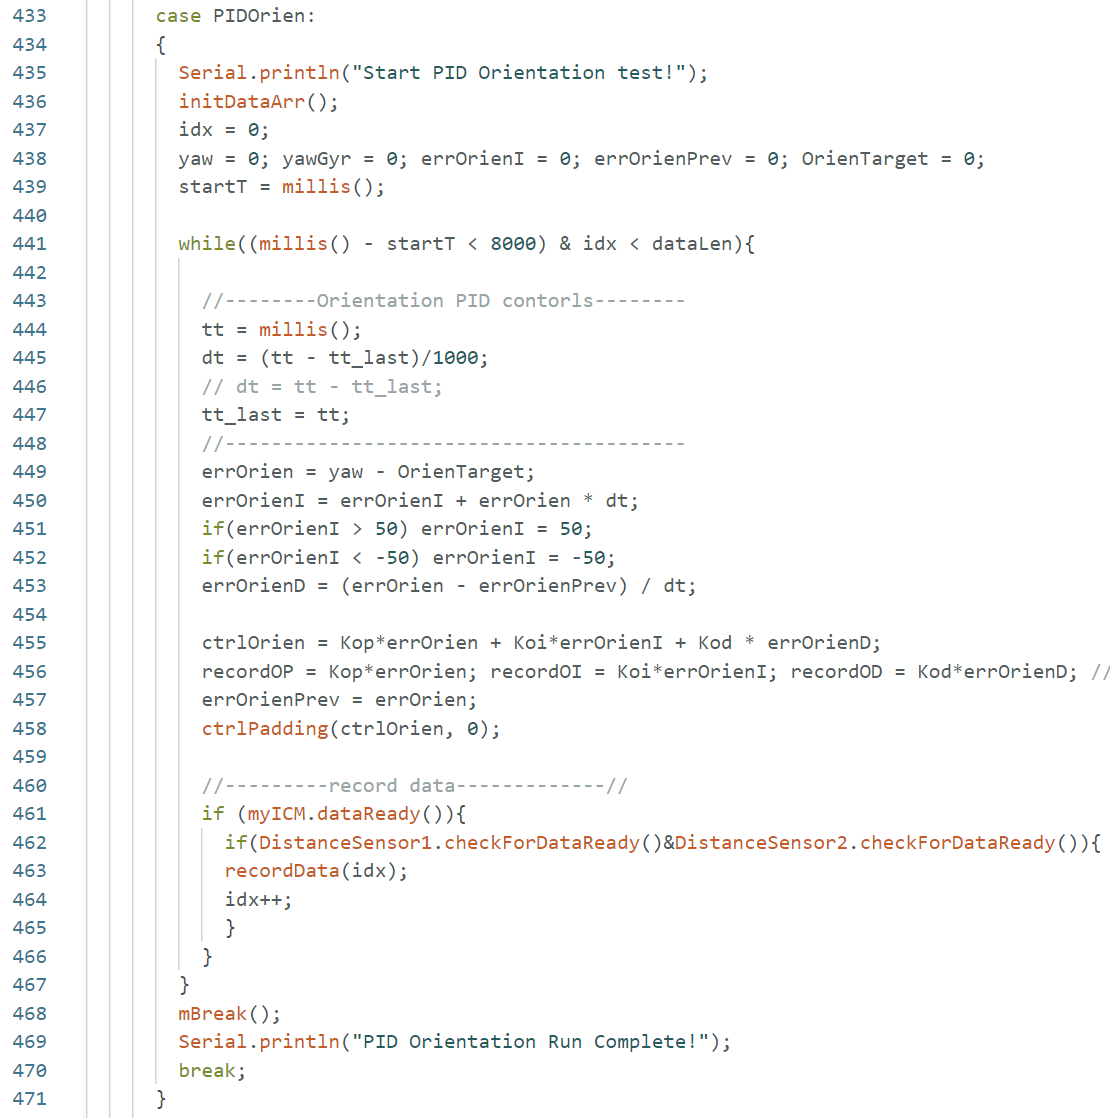 433 case PIDOrien:
434 {
435 Serial.println("Start PID Orientation test!");
436 initDataArr();
437 idx = 0;
438 yaw = 0; yawGyr = 0; errOrienI = 0; errOrienPrev = 0; OrienTarget = 0;
439 startT = millis();
440
441 while((millis() - startT < 8000) & idx < dataLen){
442
443 //--------Orientation PID contorls--------
444 tt = millis();
445 dt = (tt - tt_last)/1000;
446 // dt = tt - tt_last;
447 tt_last = tt;
448 //----------------------------------------
449 errOrien = yaw - OrienTarget;
450 errOrienI = errOrienI + errOrien * dt;
451 if(errOrienI > 50) errOrienI = 50;
452 if(errOrienI < -50) errOrienI = -50;
453 errOrienD = (errOrien - errOrienPrev) / dt;
454
455 ctrlOrien = Kop*errOrien + Koi*errOrienI + Kod * errOrienD;
456 recordOP = Kop*errOrien; recordOI = Koi*errOrienI; recordOD = Kod*errOrienD; //
457 errOrienPrev = errOrien;
458 ctrlPadding(ctrlOrien, 0);
459
460 //---------record data-------------//
461 if (myICM.dataReady()){
462 if(DistanceSensor1.checkForDataReady()&DistanceSensor2.checkForDataReady()){
463 recordData(idx);
464 idx++;
465 }
466 }
467 }
468 mBreak();
469 Serial.println("PID Orientation Run Complete!");
470 break;
471 }